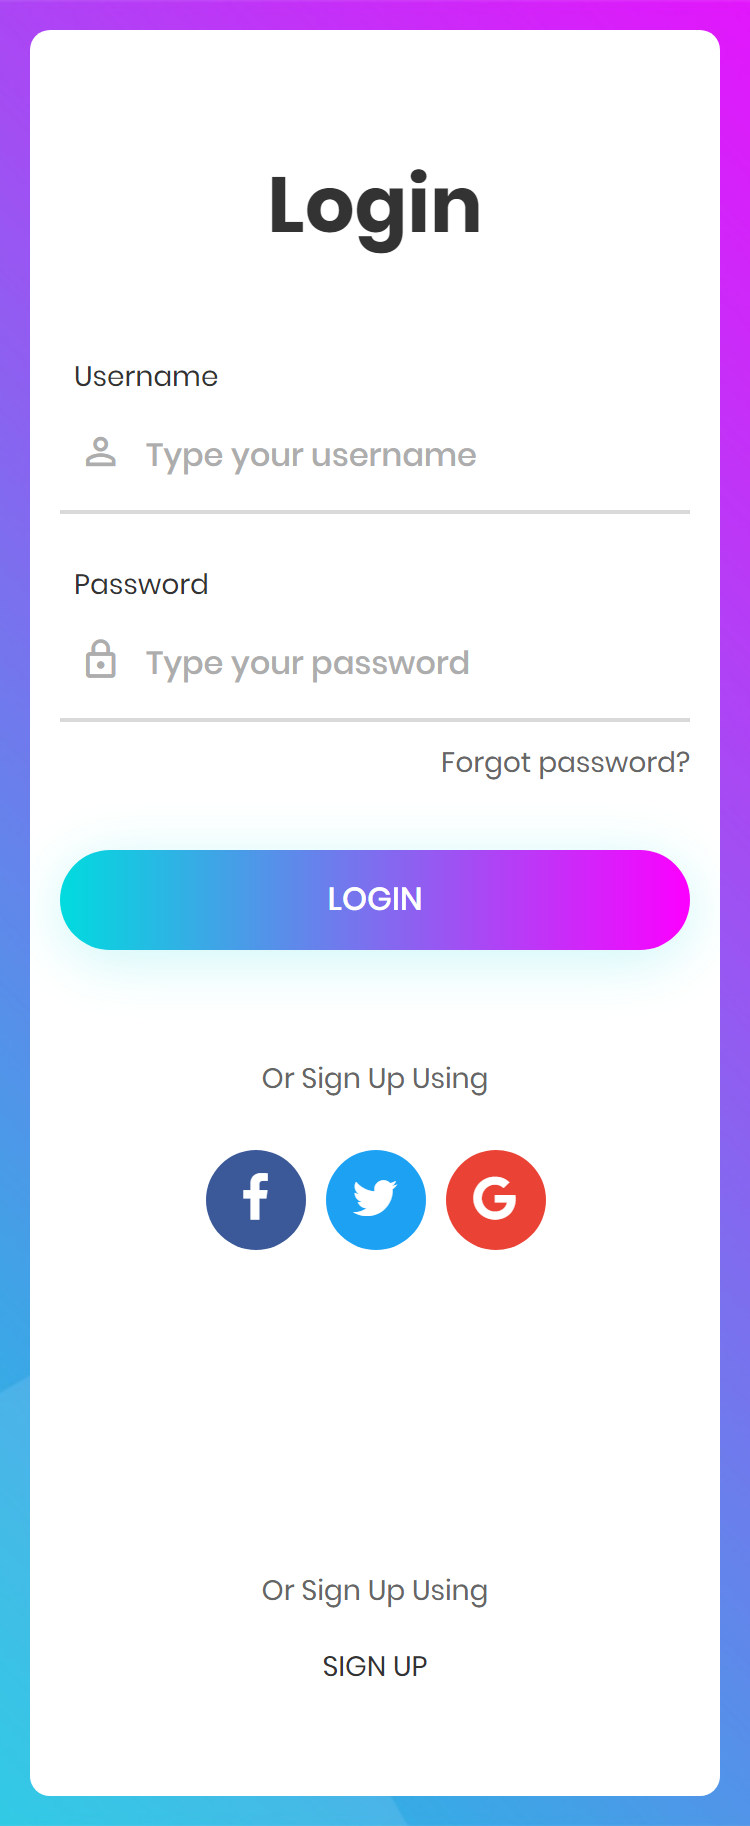 Login
Username
Type your username
Password
Type your password
Forgot password?
LOGIN
Or Sign Up Using
Or Sign Up Using
SIGN UP